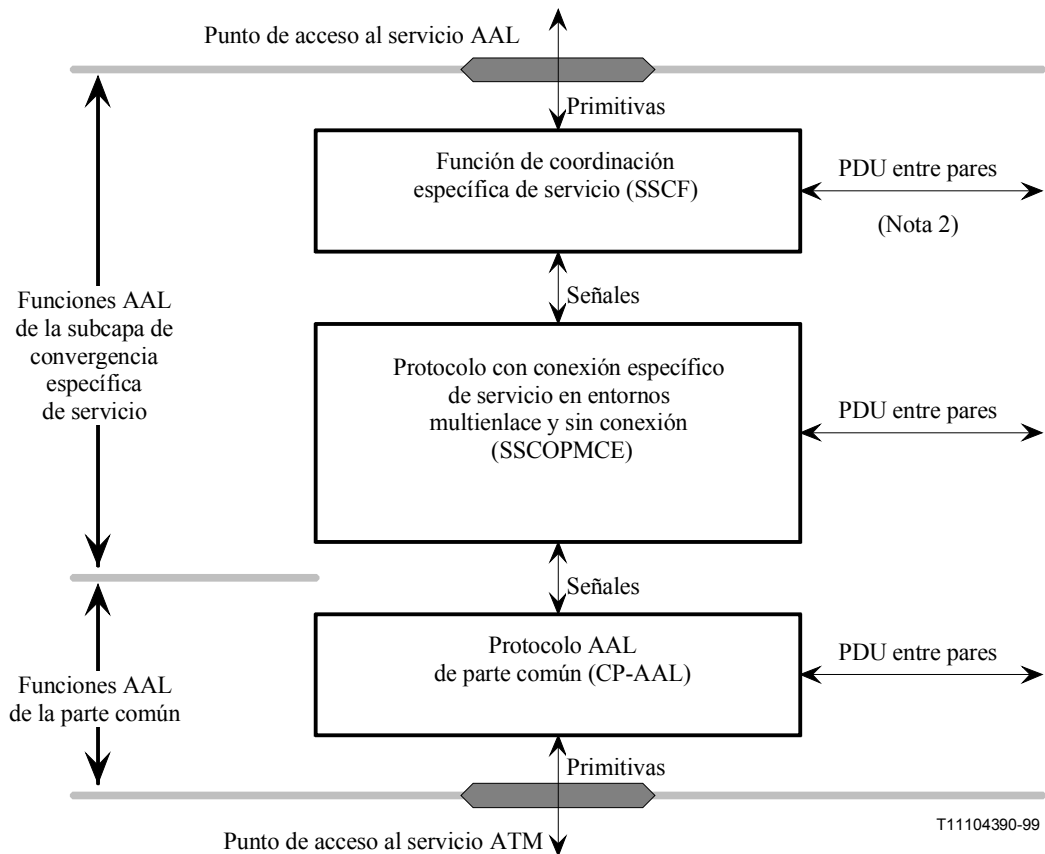 Punto de acceso al servicio AAL
Primitivas
Función de coordinación
específica de servicio (SSCF)
PDU entre pares
(Nota 2)
Señales
Funciones AAL
de la subcapa de
convergencia
específica
de servicio
Protocolo con conexión específico
de servicio en entornos
multienlace y sin conexión
(SSCOPMCE)
PDU entre pares
Señales
Protocolo AAL
de parte común (CP-AAL)
PDU entre pares
Funciones AAL
de la parte común
Primitivas
Punto de acceso al servicio ATM
T11104390-99